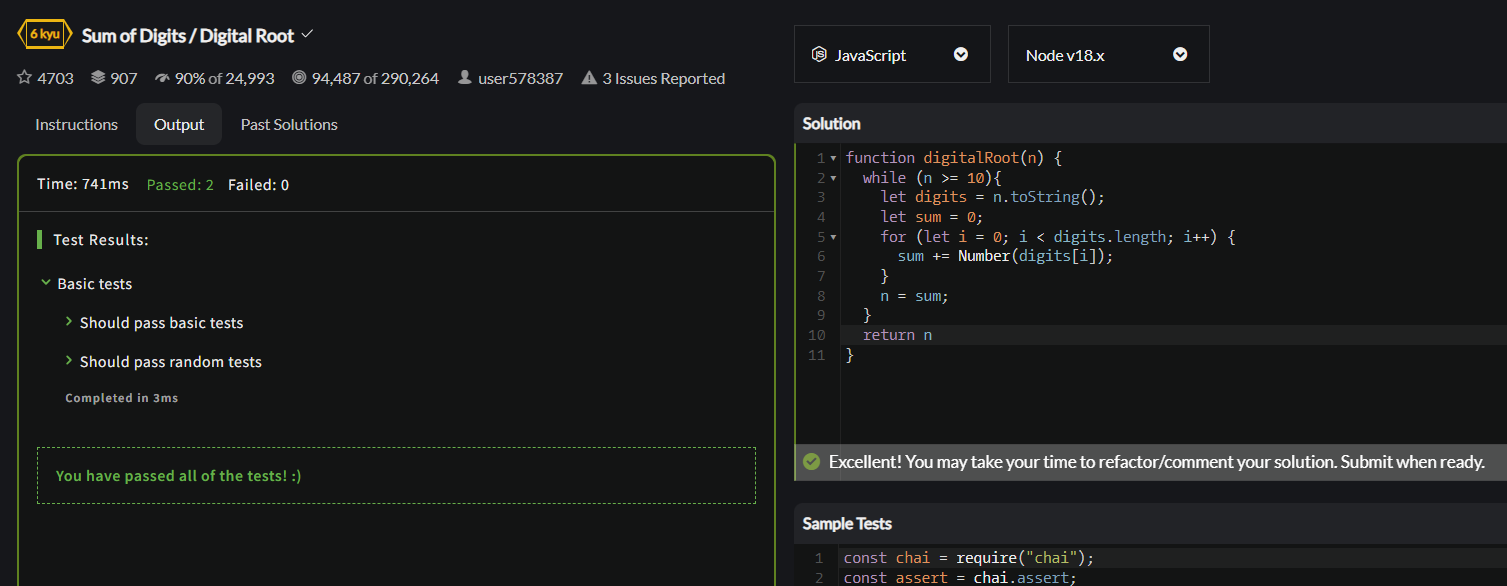 6 kyu Sum of Digits / Digital Root
4703 907 90% of 24,993 94,487 of 290,264 user578387 3 Issues Reported
Instructions Output Past Solutions
Time: 741ms Passed: 2 Failed: 0
Test Results:
Basic tests
Should pass basic tests
Should pass random tests
Completed in 3ms
You have passed all of the tests! :)
JS JavaScript Node v18.x
Solution
1 function digitalRoot(n) {
2 while (n >= 10){
3 let digits = n.toString();
4 let sum = 0;
5 for (let i = 0; i < digits.length; i++) {
6 sum += Number(digits[i]);
7 }
8 n = sum;
9 }
10 return n
11 }
Excellent! You may take your time to refactor/comment your solution. Submit when ready.
Sample Tests
1 const chai = require("chai");
2 const assert = chai.assert;